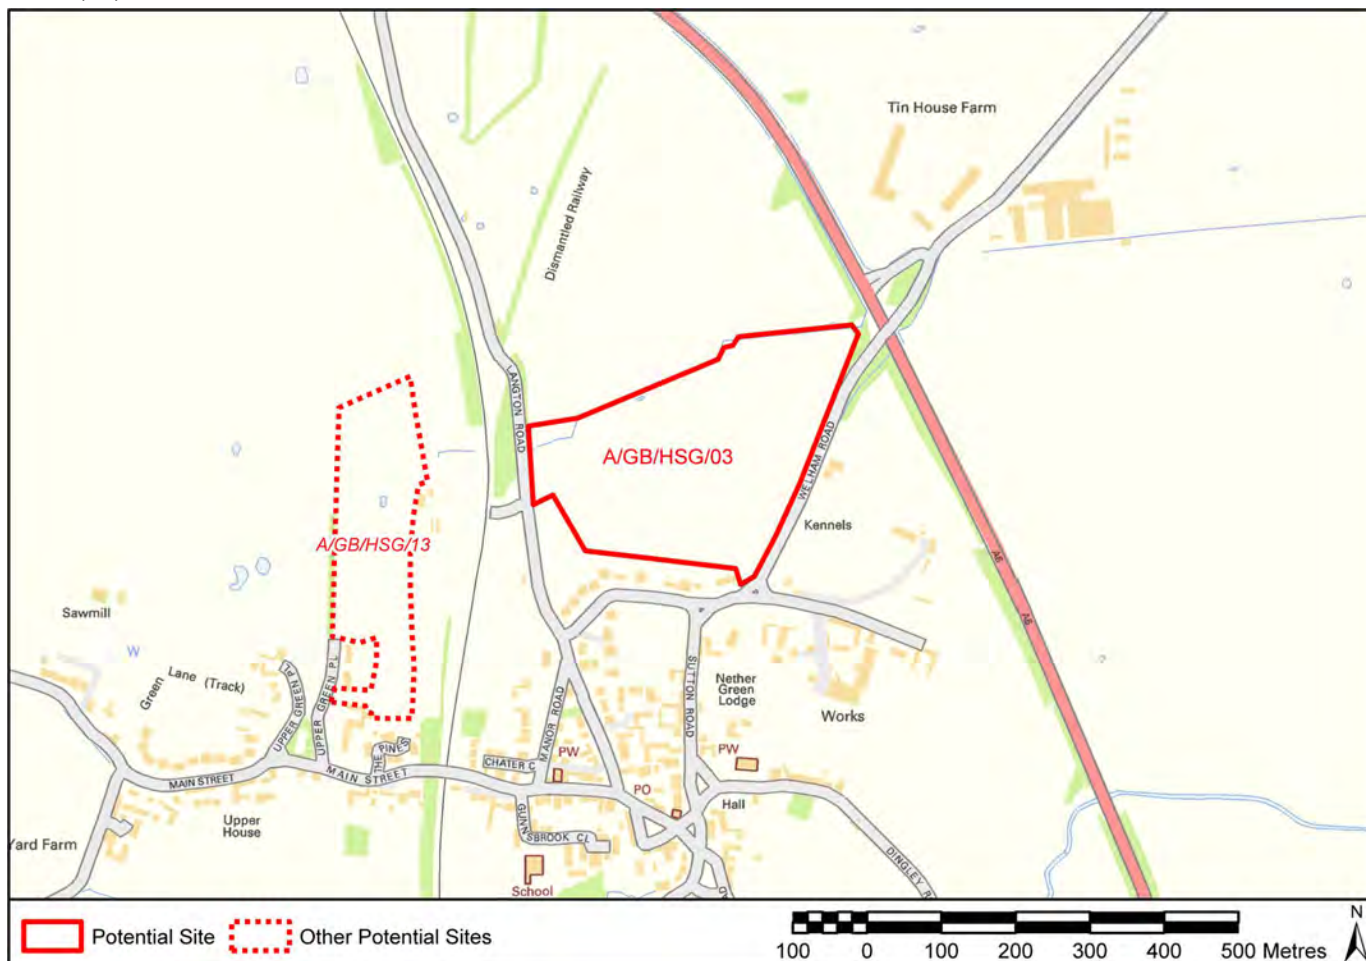 Tin House Farm
Dismantled Railway
LANGTON ROAD
A/GB/HSG/03
WELHAM ROAD
Kennels
A/GB/HSG/13
A6
A6
Sawmill
W
Green Lane (Track)
UPPER GREEN PL
UPPER GREEN PL
SUTTON ROAD
Nether
Green
Lodge
Works
MANOR ROAD
PW
PW
THE PINES
CHATER C
MAIN STREET
MAIN STREET
PO
Hall
Upper
House
GUNNSBROOK CL
Yard Farm
DINGLEY R
School
AD
Potential Site
Other Potential Sites
100 0 100 200 300 400 500 Metres
N